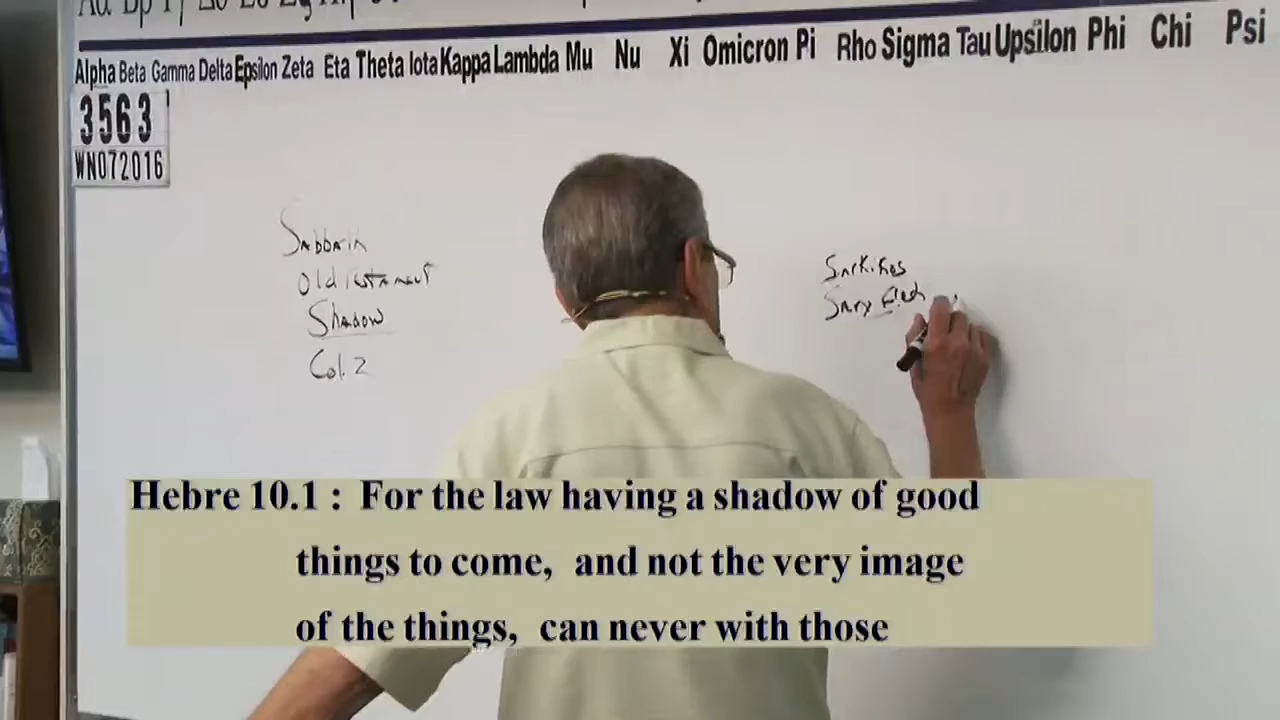 Alpha Beta Gamma Delta Epsilon Zeta Eta Theta Iota Kappa Lambda Mu Nu Xi Omicron Pi Rho Sigma Tau Upsilon Phi Chi Psi
3563
WN072016
Sabbath
Shadow
Col. 2
Sarkikos
Sarx Flesh
Hebre 10.1 : For the law having a shadow of good
things to come, and not the very image
of the things, can never with those